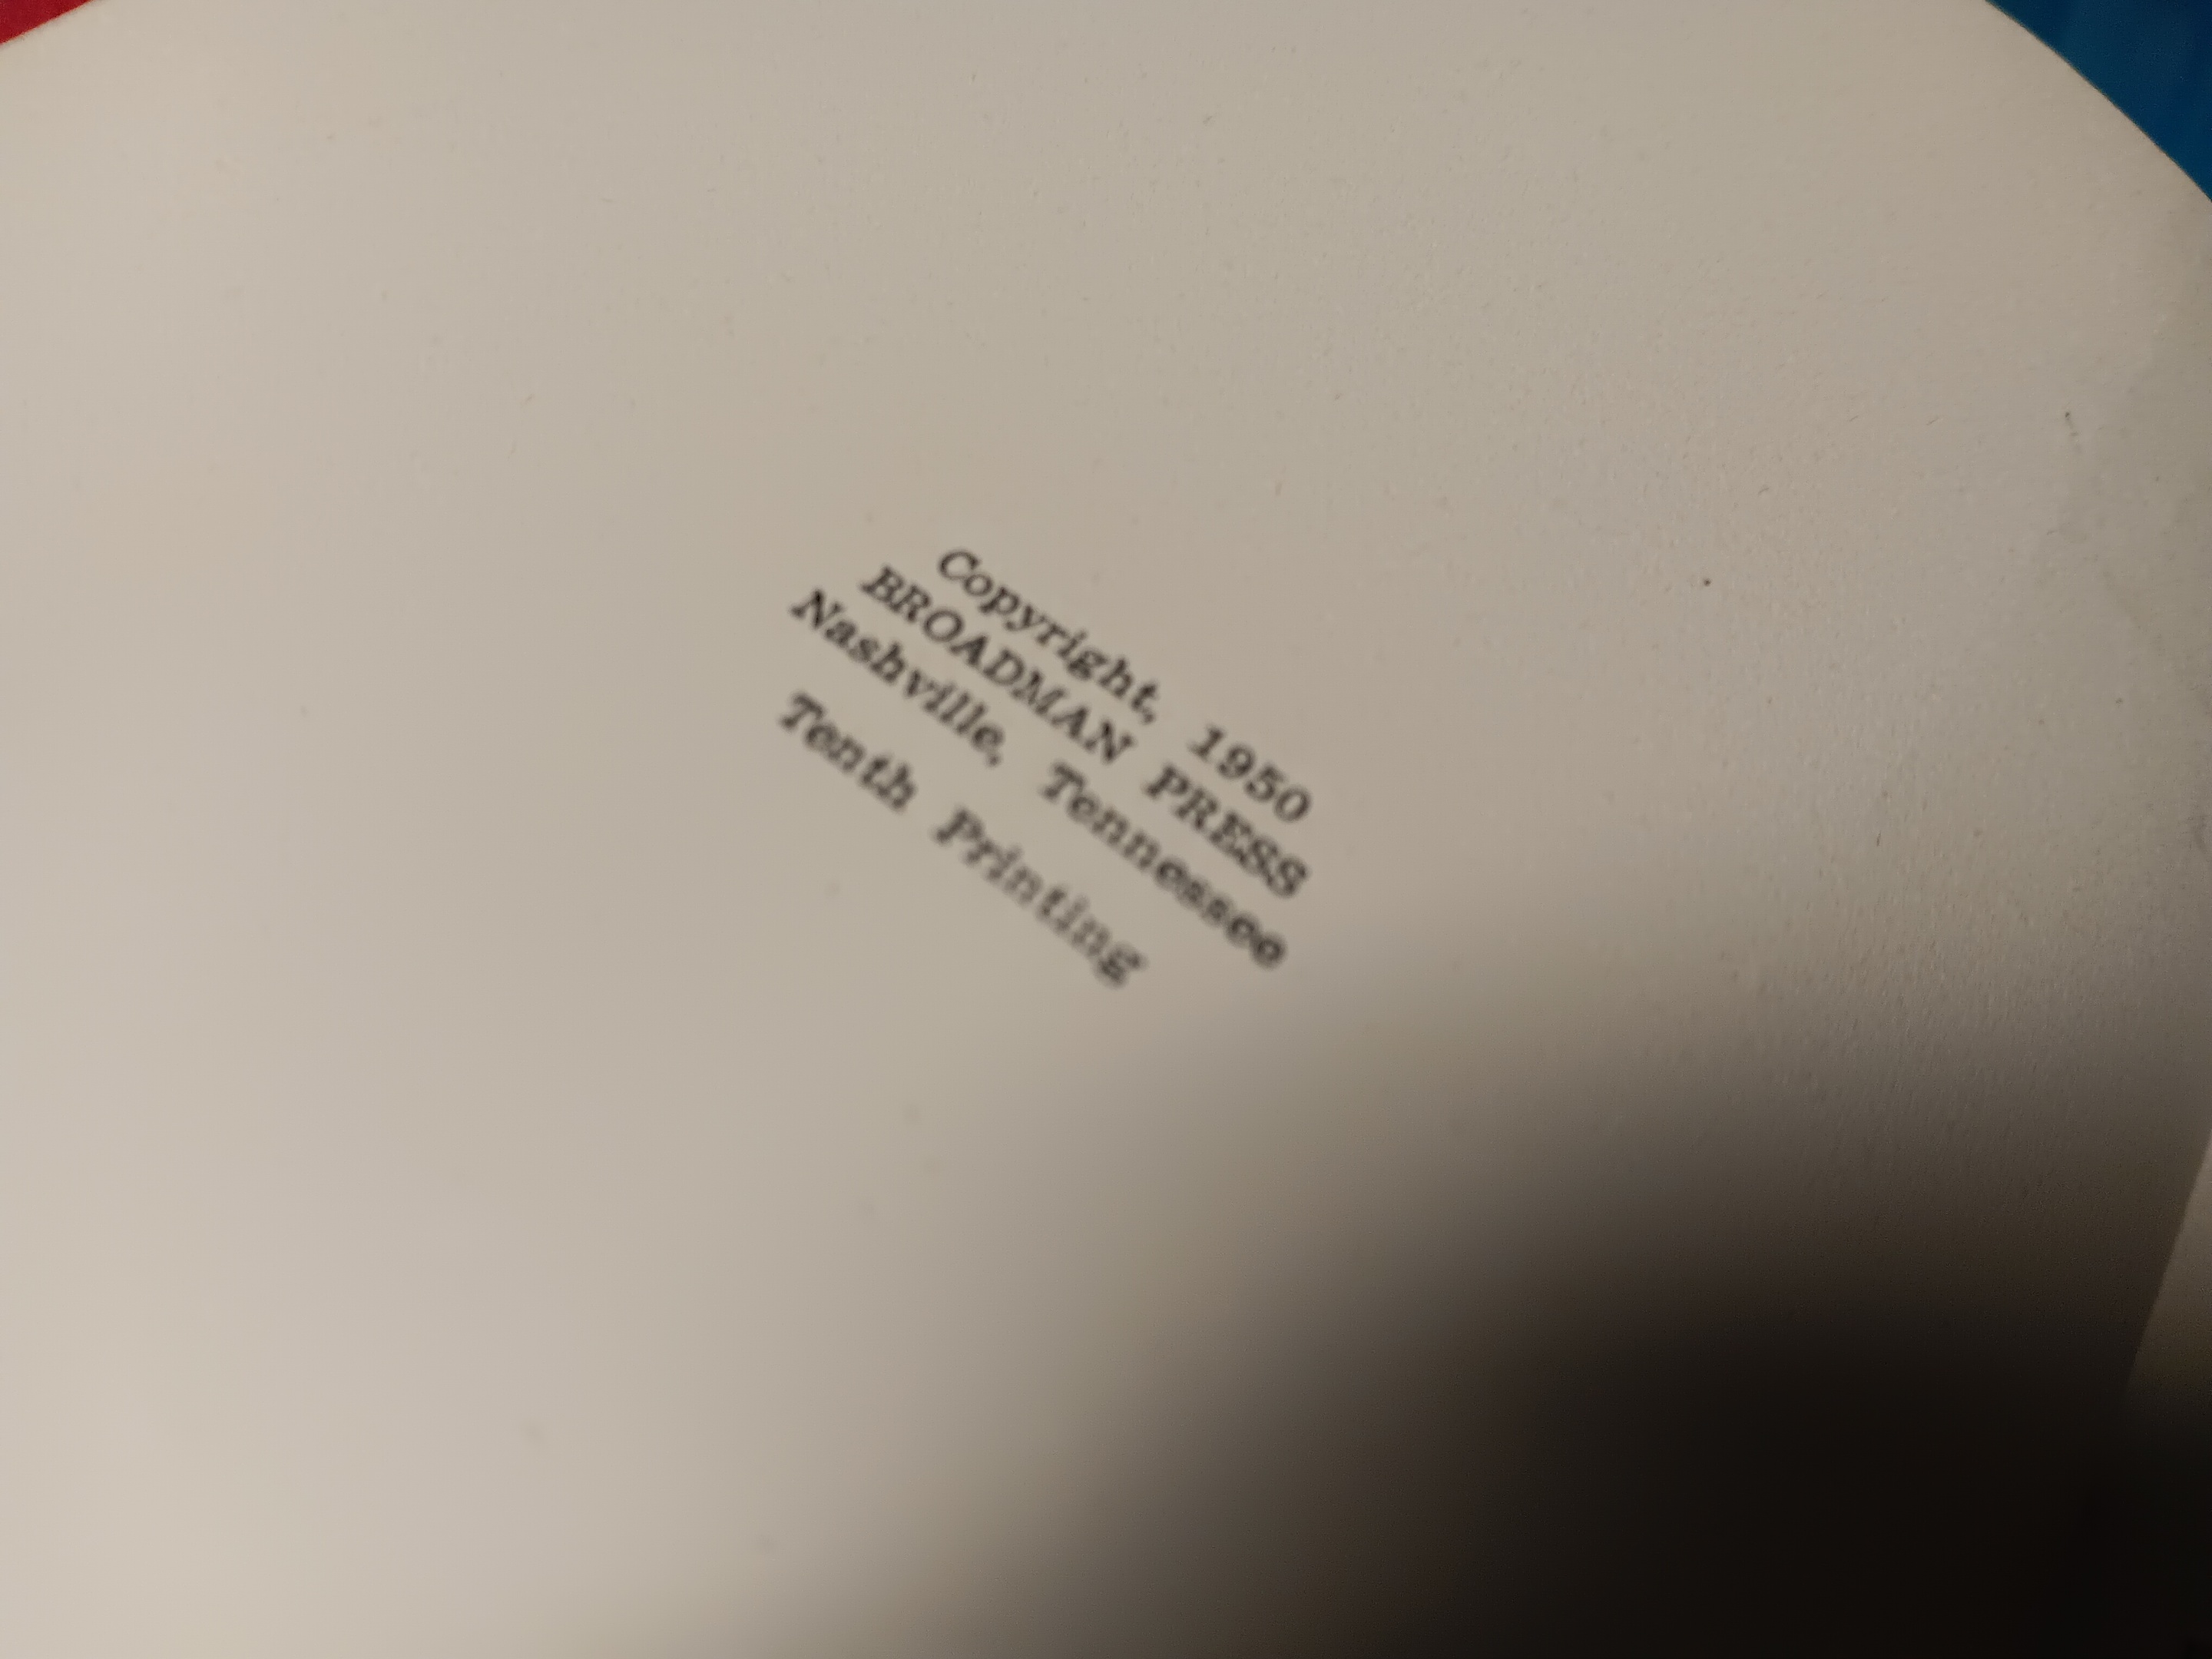 Copyright, 1950
BROADMAN PRESS
Nashville, Tennessee
Tenth Printing